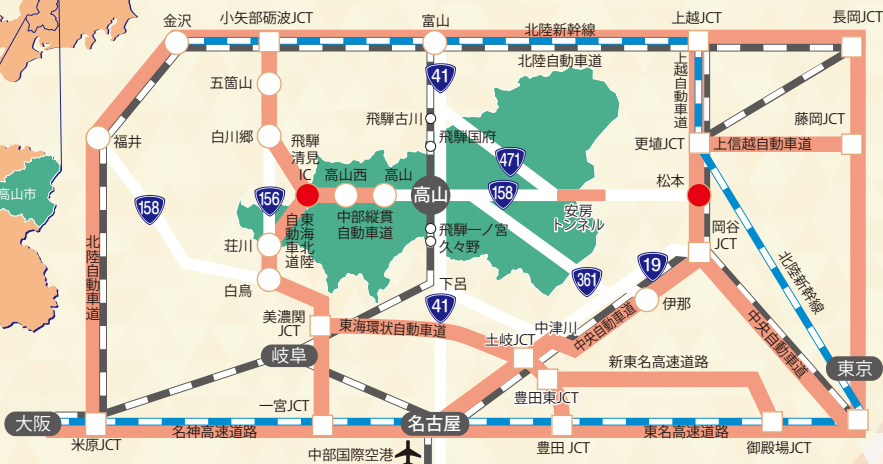 金沢
小矢部砺波JCT
富山
北陸新幹線
上越JCT
長岡JCT
41
北陸自動車道
上越自動車道
五箇山
飛騨古川
飛騨国府
471
藤岡JCT
福井
白川郷
飛騨
清見
IC
更埴JCT
上信越自動車道
高山市
高山西
高山
高山
158
松本
158
156
中部縦貫
自動車道
東海北陸
自動車道
安房
トンネル
飛騨一ノ宮
久々野
岡谷
JCT
荘川
北陸自動車道
白鳥
下呂
361
19
北陸新幹線
41
伊那
美濃関
JCT
東海環状自動車道
中津川
土岐JCT
中央自動車道
中央自動車道
岐阜
新東名高速道路
東京
豊田東JCT
一宮JCT
大阪
名古屋
米原JCT
名神高速道路
豊田JCT
東名高速道路
御殿場JCT
中部国際空港